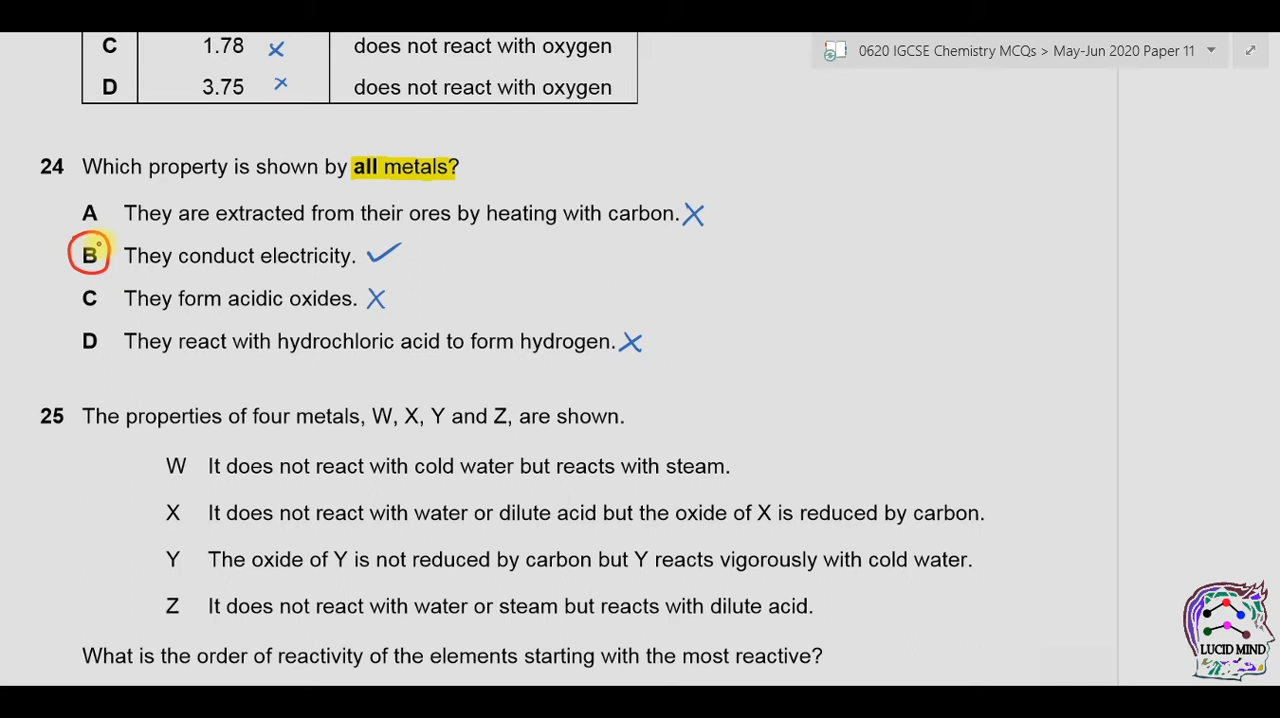 C 1.78 does not react with oxygen
0620 IGCSE Chemistry MCQs > May-Jun 2020 Paper 11
D 3.75 does not react with oxygen
24 Which property is shown by all metals?
A They are extracted from their ores by heating with carbon.
B They conduct electricity.
C They form acidic oxides.
D They react with hydrochloric acid to form hydrogen.
25 The properties of four metals, W, X, Y and Z, are shown.
W It does not react with cold water but reacts with steam.
X It does not react with water or dilute acid but the oxide of X is reduced by carbon.
Y The oxide of Y is not reduced by carbon but Y reacts vigorously with cold water.
Z It does not react with water or steam but reacts with dilute acid.
LUCID MIND
What is the order of reactivity of the elements starting with the most reactive?